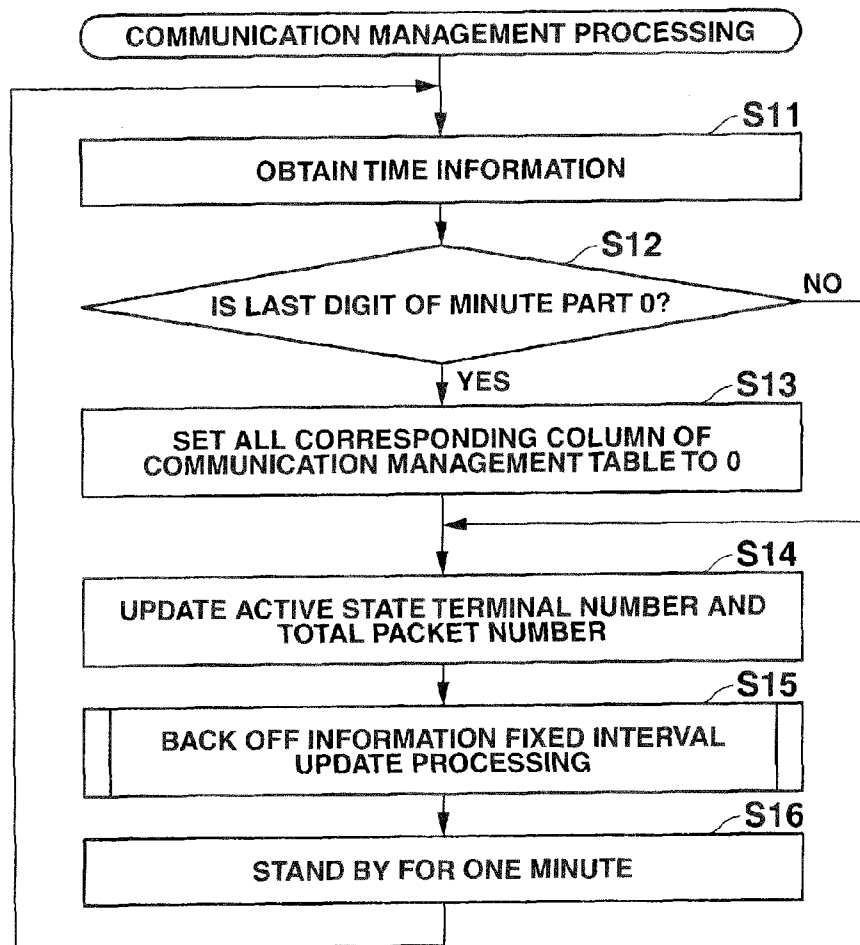 COMMUNICATION MANAGEMENT PROCESSING
S11
OBTAIN TIME INFORMATION
S12
IS LAST DIGIT OF MINUTE PART 0?
NO
YES
S13
SET ALL CORRESPONDING COLUMN OF
COMMUNICATION MANAGEMENT TABLE TO 0
S14
UPDATE ACTIVE STATE TERMINAL NUMBER AND
TOTAL PACKET NUMBER
S15
BACK OFF INFORMATION FIXED INTERVAL
UPDATE PROCESSING
S16
STAND BY FOR ONE MINUTE